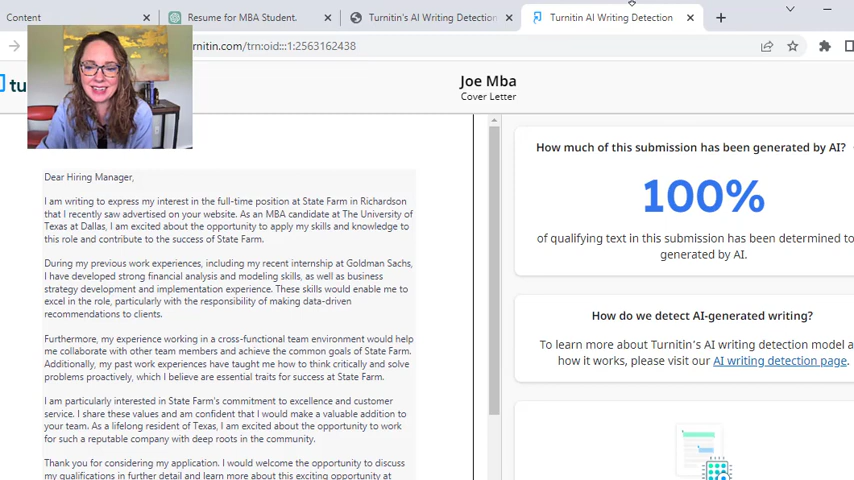 Content
Resume for MBA Student.
Turnitin's AI Writing Detection
Turnitin AI Writing Detection
rnitin.com/trn:oid:::1:2563162438
tu
Joe Mba
Cover Letter
Dear Hiring Manager,
I am writing to express my interest in the full-time position at State Farm in Richardson
that I recently saw advertised on your website. As an MBA candidate at The University of
Texas at Dallas, I am excited about the opportunity to apply my skills and knowledge to
this role and contribute to the success of State Farm.
During my previous work experiences, including my recent internship at Goldman Sachs,
I have developed strong financial analysis and modeling skills, as well as business
strategy development and implementation experience. These skills would enable me to
excel in the role, particularly with the responsibility of making data-driven
recommendations to clients.
Furthermore, my experience working in a cross-functional team environment would help
me collaborate with other team members and achieve the common goals of State Farm.
Additionally, my past work experiences have taught me how to think critically and solve
problems proactively, which I believe are essential traits for success at State Farm.
I am particularly interested in State Farm's commitment to excellence and customer
service. I share these values and am confident that I would make a valuable addition to
your team. As a lifelong resident of Texas, I am excited about the opportunity to work
for such a reputable company with deep roots in the community.
Thank you for considering my application. I would welcome the opportunity to discuss
my qualifications in further detail and learn more about this exciting opportunity at
How much of this submission has been generated by AI?
100%
of qualifying text in this submission has been determined to
generated by AI.
How do we detect AI-generated writing?
To learn more about Turnitin's AI writing detection model a
how it works, please visit our AI writing detection page.